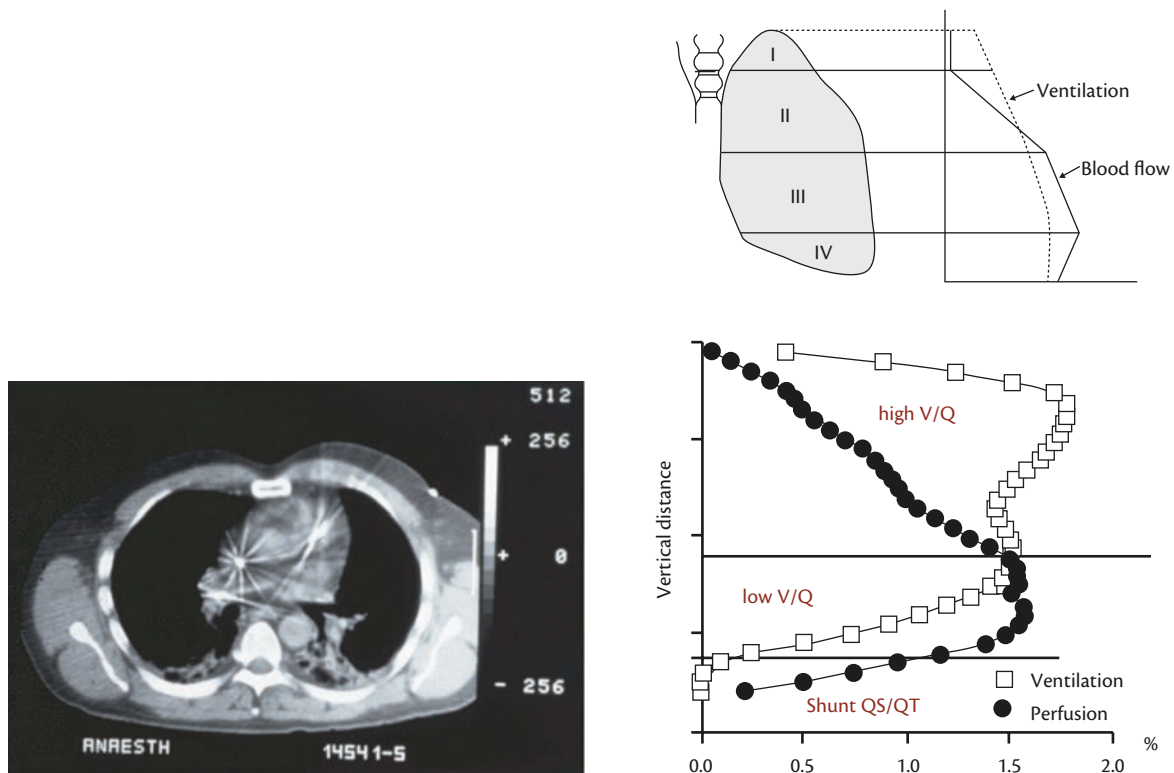 I
II
III
IV
Ventilation
Blood flow
512
+ 256
+ 0
- 256
ANAESTH
14541-5
Vertical distance
high V/Q
low V/Q
Shunt QS/QT
Ventilation
Perfusion
0.0 0.5 1.0 1.5 2.0 %